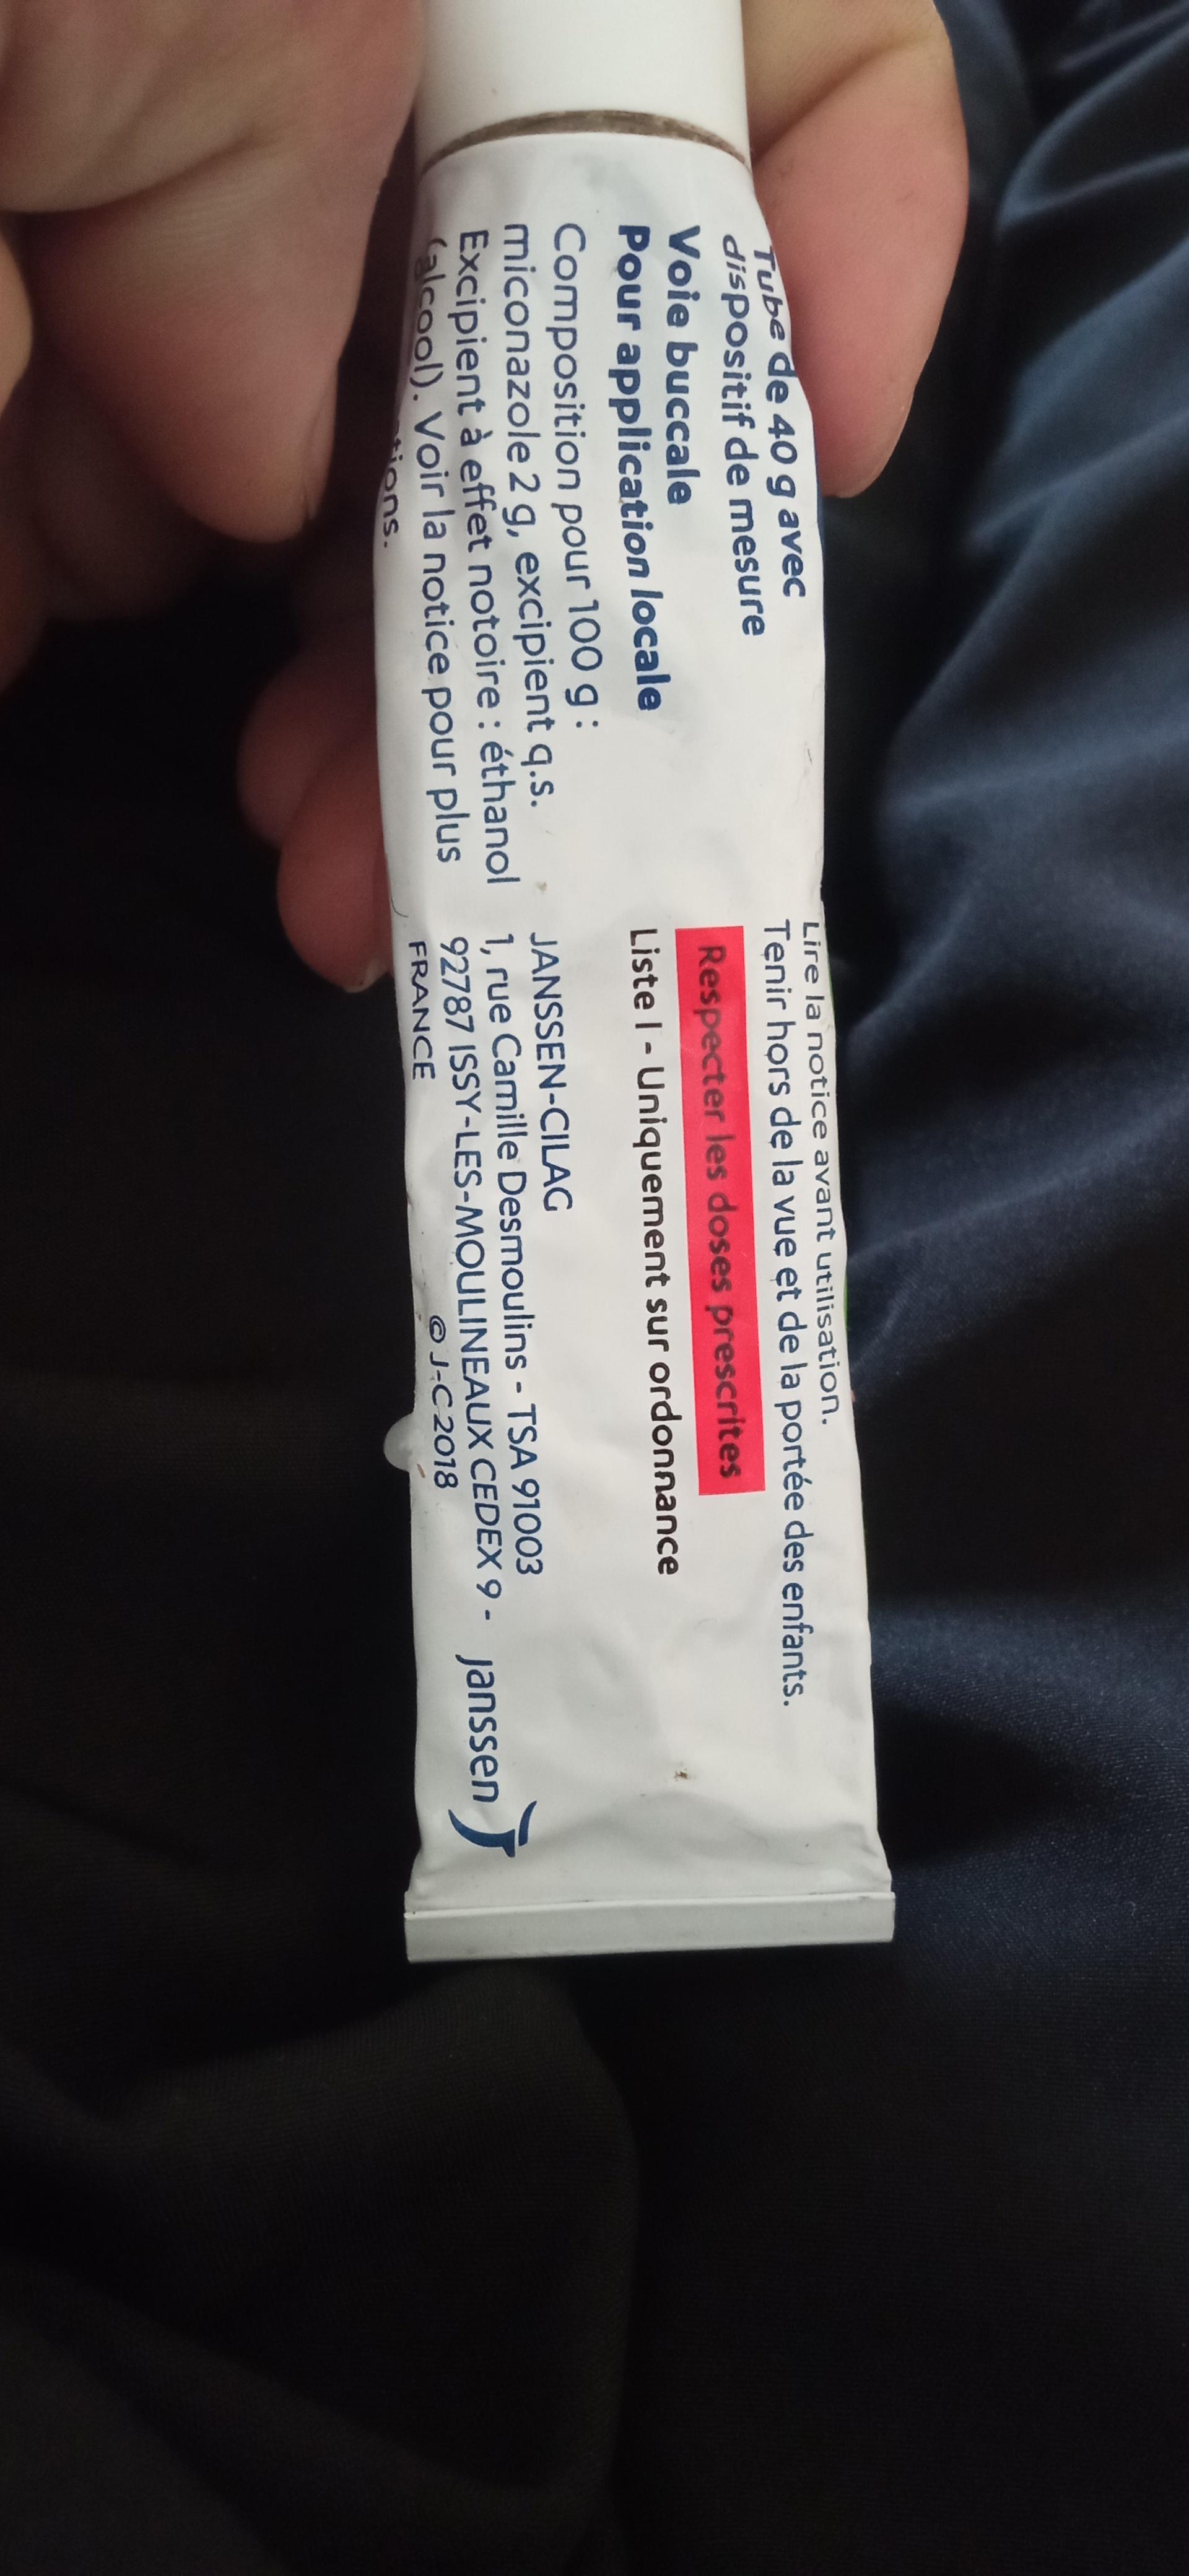 Tube de 40 g avec
dispositif de mesure
Voie buccale
Pour application locale
Composition pour 100 g :
miconazole 2 g, excipient q.s.
Excipient à effet notoire : éthanol
(alcool). Voir la notice pour plus
Lire la notice avant utilisation.
Tenir hors de la vue et de la portée des enfants.
Respecter les doses prescrites
Liste I - Uniquement sur ordonnance
JANSSEN-CILAG
1, rue Camille Desmoulins - TSA 91003
92787 ISSY-LES-MOULINEAUX CEDEX 9 -
FRANCE
© J-C 2018
janssen